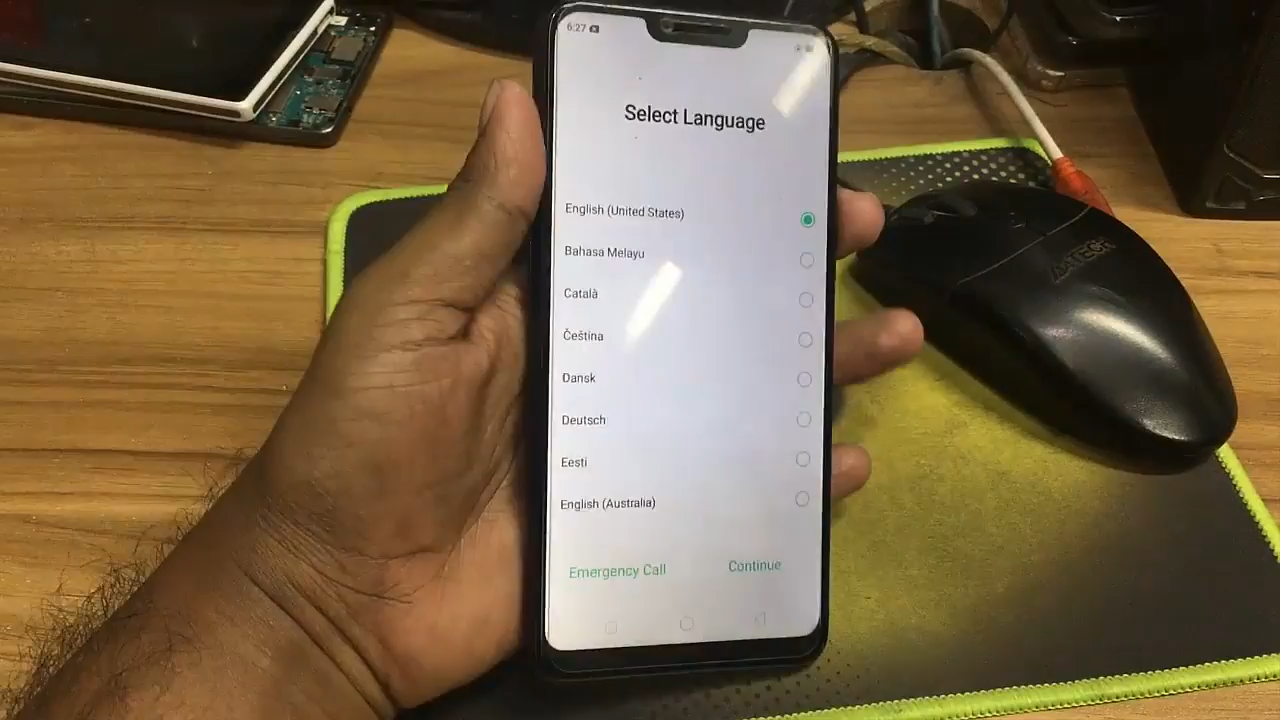 6:27
Select Language
English (United States)
Bahasa Melayu
Català
Čeština
Dansk
Deutsch
Eesti
English (Australia)
Emergency Call
Continue
A4TECH